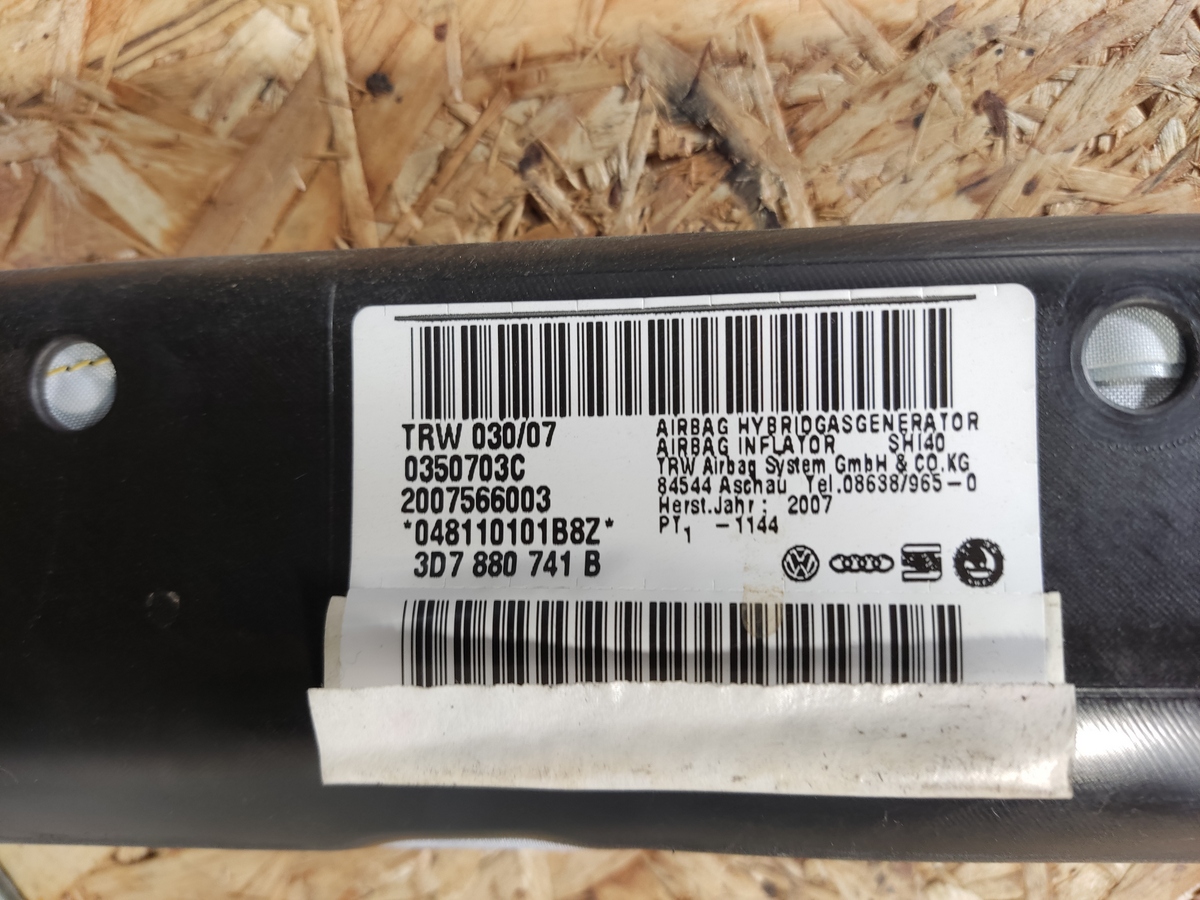 TRW 030/07
0350703C
2007566003
*048110101B8Z*
3D7 880 741 B
AIRBAG HYBRIDGASGENERATOR
AIRBAG INFLATOR SHI40
TRW Airbag System GmbH & CO.KG
84544 Aschau Tel.08638/965-0
Herst.Jahr: 2007
PT1 -1144